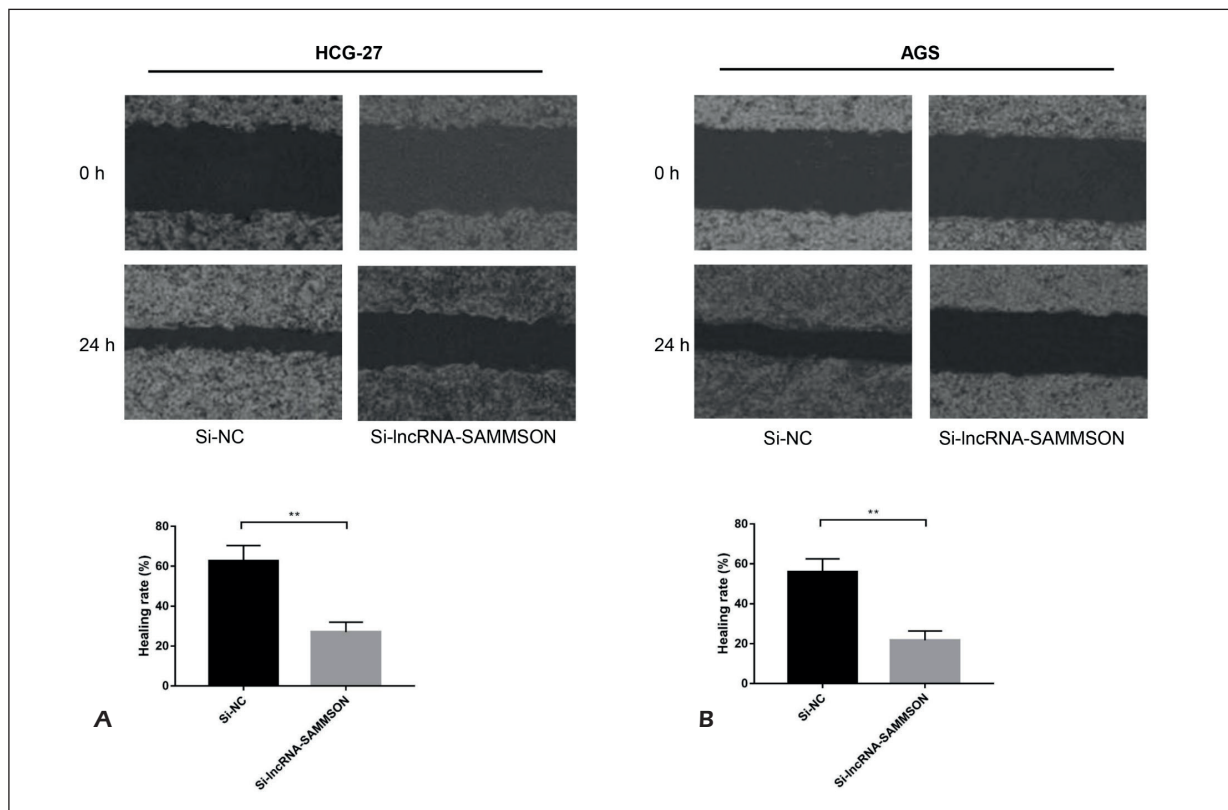 HCG-27
AGS
0 h
0 h
24 h
24 h
Si-NC
Si-lncRNA-SAMMSON
Si-NC
Si-lncRNA-SAMMSON
**
80
60
40
20
0
Healing rate (%)
Si-NC
Si-lncRNA-SAMMSON
A
**
80
60
40
20
0
Healing rate (%)
Si-NC
Si-lncRNA-SAMMSON
B